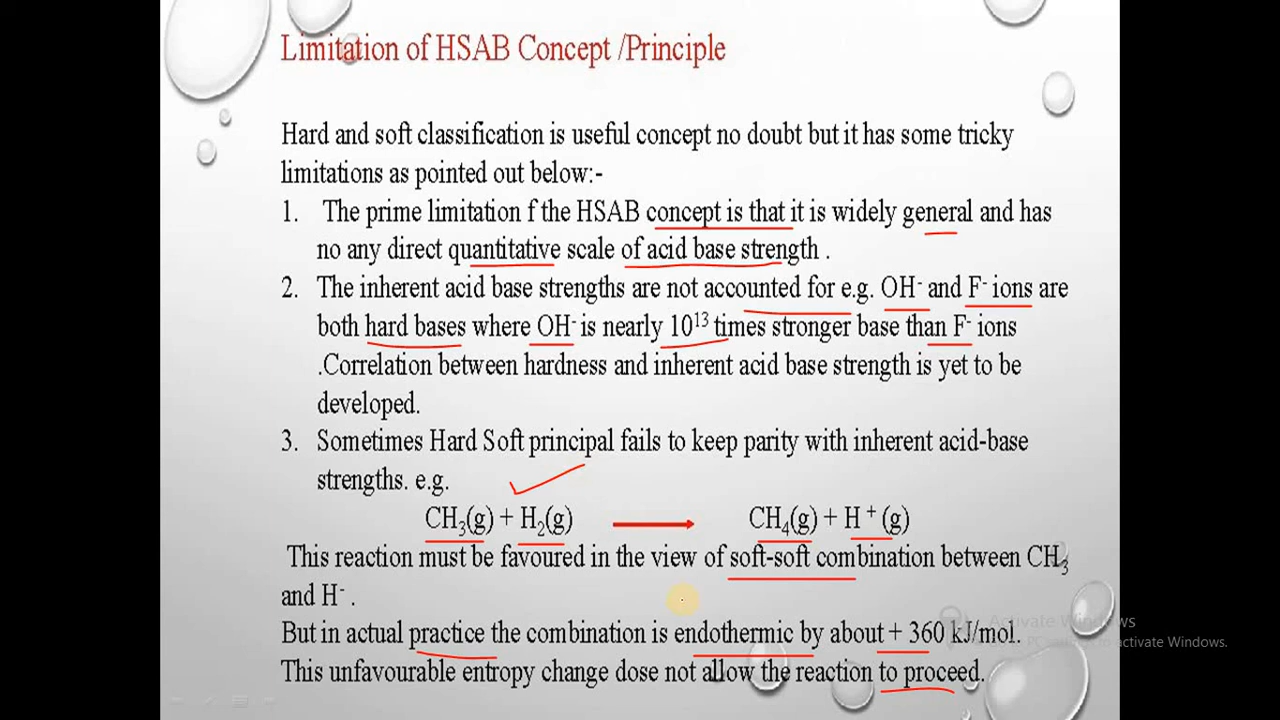 Limitation of HSAB Concept /Principle
Hard and soft classification is useful concept no doubt but it has some tricky
limitations as pointed out below:-
1. The prime limitation f the HSAB concept is that it is widely general and has
no any direct quantitative scale of acid base strength .
2. The inherent acid base strengths are not accounted for e.g. OH⁻ and F⁻ ions are
both hard bases where OH⁻ is nearly 10¹³ times stronger base than F⁻ ions
.Correlation between hardness and inherent acid base strength is yet to be
developed.
3. Sometimes Hard Soft principal fails to keep parity with inherent acid-base
strengths. e.g.
CH₃(g) + H₂(g) → CH₄(g) + H⁺ (g)
This reaction must be favoured in the view of soft-soft combination between CH₃
and H⁻ .
But in actual practice the combination is endothermic by about + 360 kJ/mol.
This unfavourable entropy change dose not allow the reaction to proceed.
Activate Windows
activate Windows.